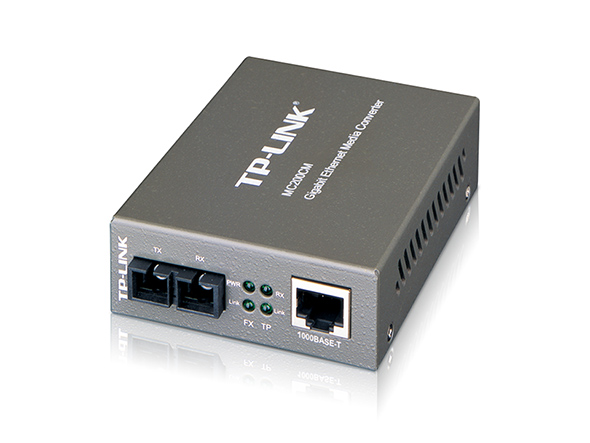 TP-LINK
MC200CM
Gigabit Ethernet Media Converter
TP-LINK
TX
RX
PWR
RX
Link
Link
FX
TP
1000BASE-T